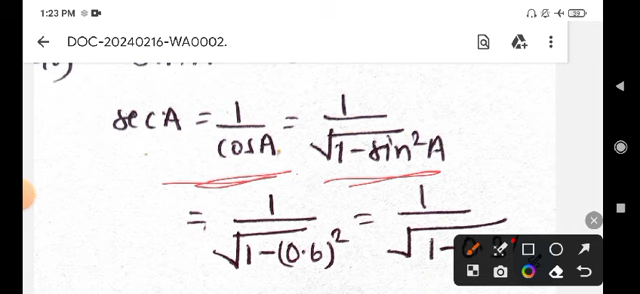 1:23 PM
39
DOC-20240216-WA0002.
sec A = 1/cos A = 1/√(1-sin²A)
= 1/√(1-(0.6)²) = 1/√(1-